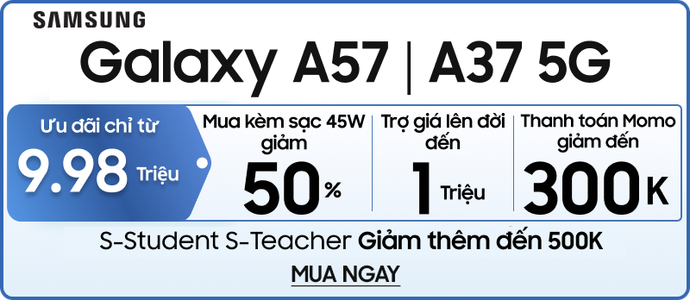 SAMSUNG
Galaxy A57 | A37 5G
Ưu đãi chỉ từ
9.98 Triệu
Mua kèm sạc 45W
giảm
50%
Trợ giá lên đời
đến
1 Triệu
Thanh toán Momo
giảm đến
300K
S-Student S-Teacher Giảm thêm đến 500K
MUA NGAY